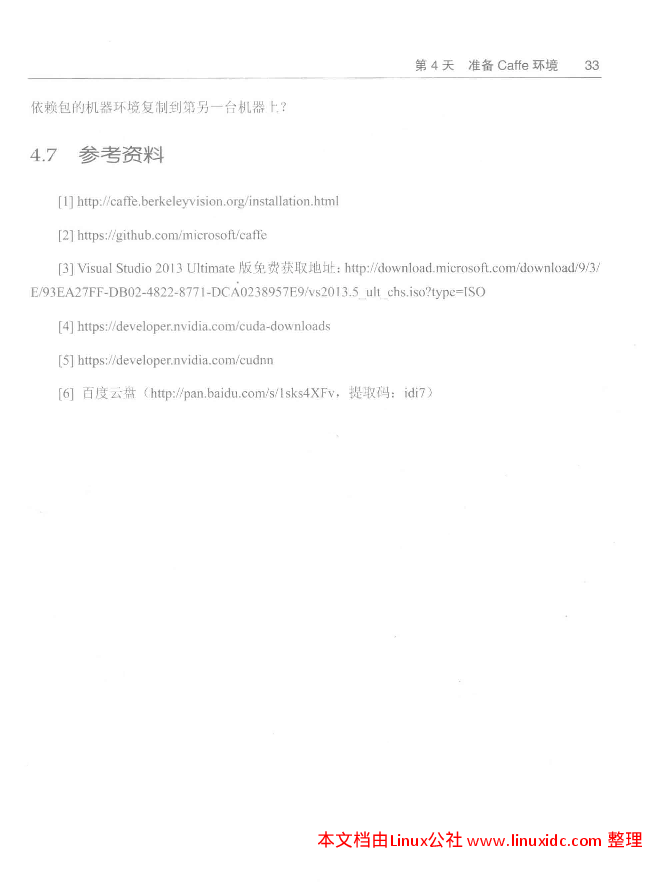 第 4 天 准备 Caffe 环境 33
依赖包的机器环境复制到第另一台机器上？
4.7 参考资料
[1] http://caffe.berkeleyvision.org/installation.html
[2] https://github.com/microsoft/caffe
[3] Visual Studio 2013 Ultimate 版免费获取地址：http://download.microsoft.com/download/9/3/
E/93EA27FF-DB02-4822-8771-DCA0238957E9/vs2013.5_ult_chs.iso?type=ISO
[4] https://developer.nvidia.com/cuda-downloads
[5] https://developer.nvidia.com/cudnn
[6] 百度云盘（http://pan.baidu.com/s/1sks4XFv，提取码：idi7）
本文档由Linux公社 www.linuxidc.com 整理